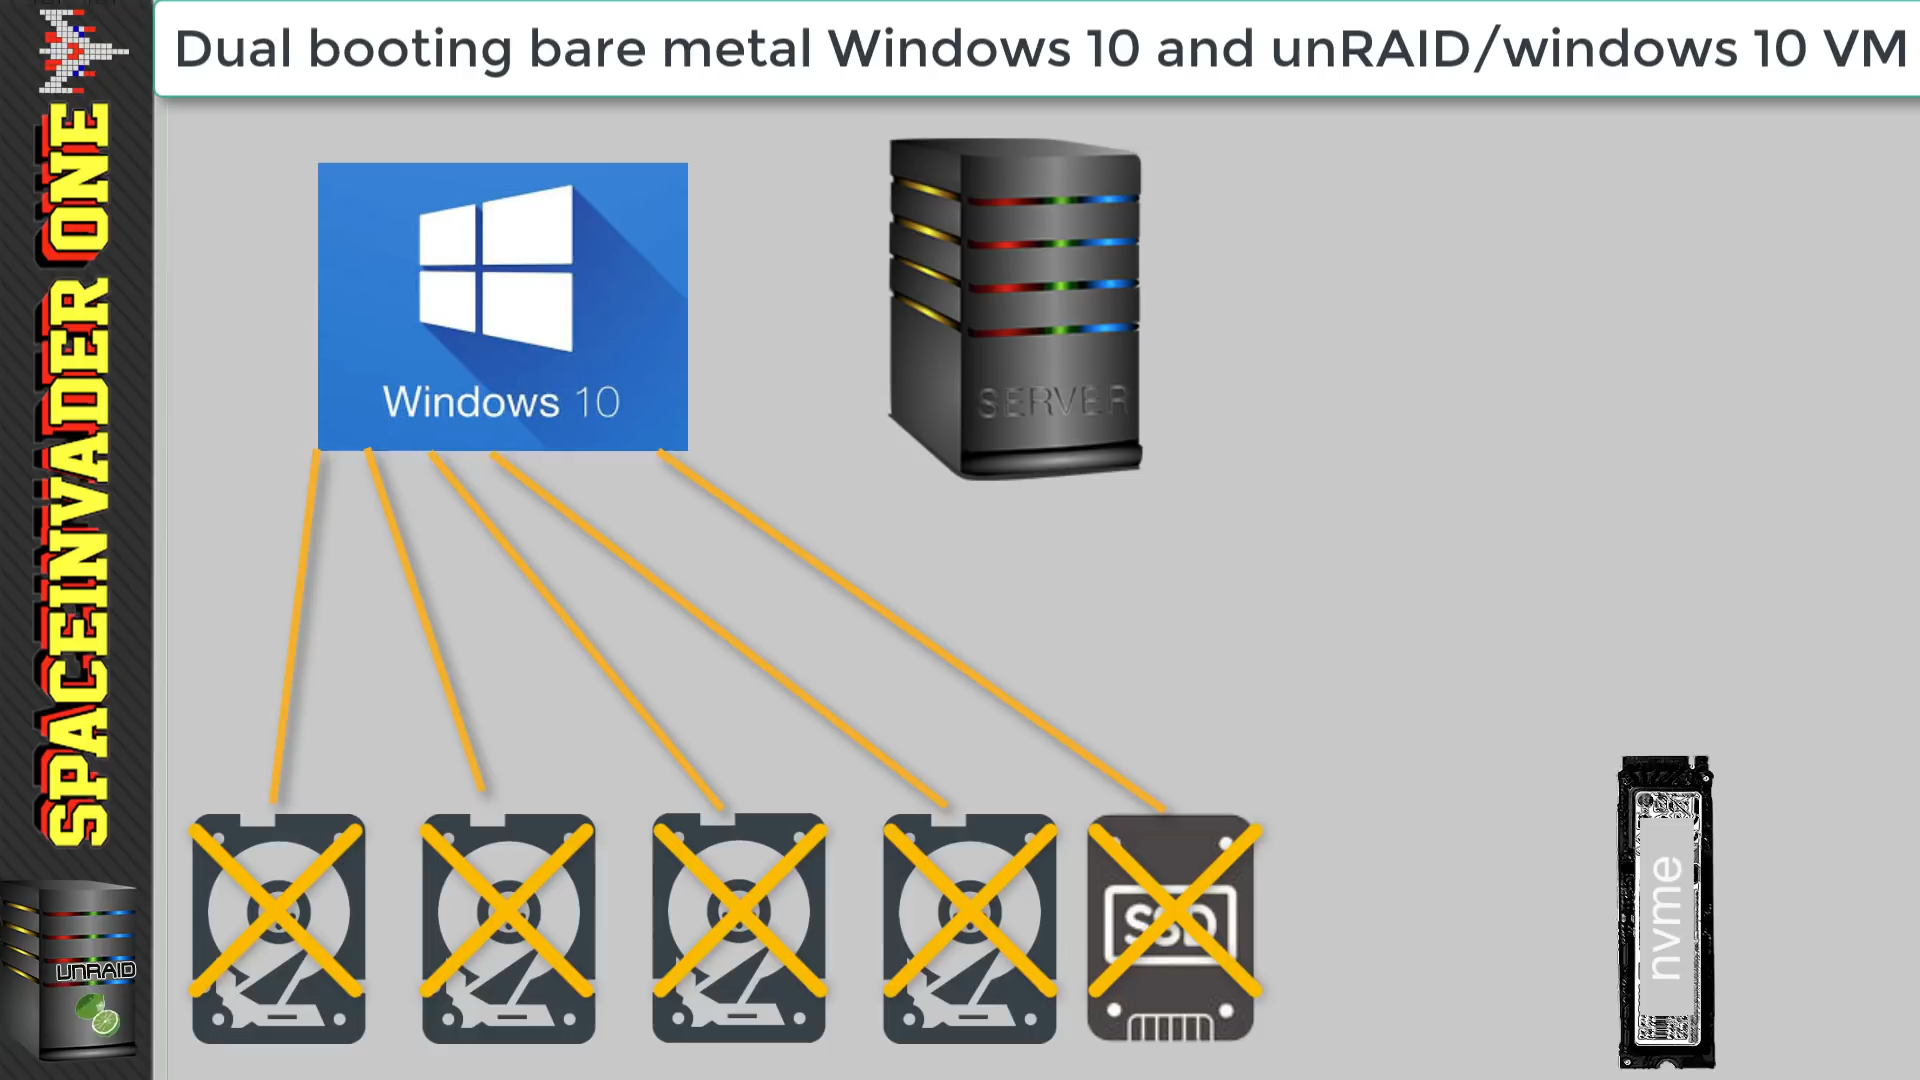 Dual booting bare metal Windows 10 and unRAID/windows 10 VM
SPACEINVADER ONE
Windows 10
SERVER
SSD
nvme
UNRAID